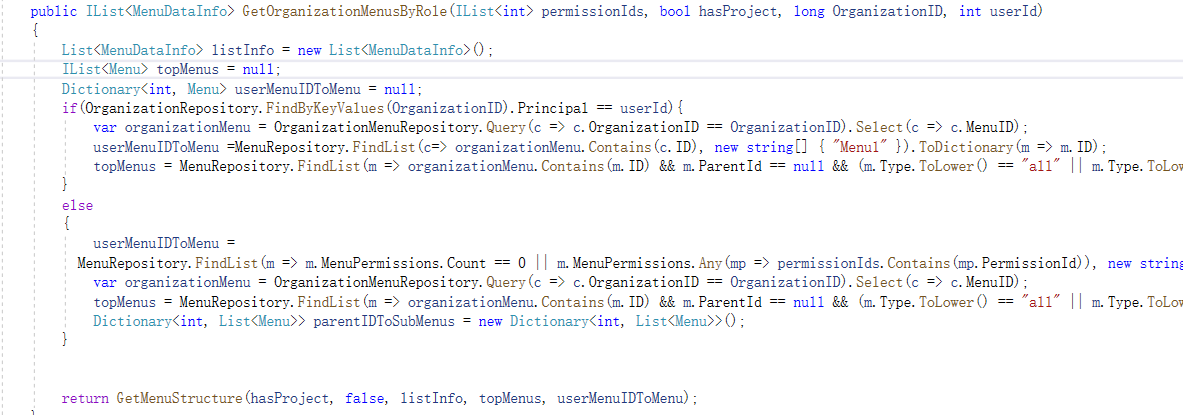 public IList<MenuDataInfo> GetOrganizationMenusByRole(IList<int> permissionIds, bool hasProject, long OrganizationID, int userId)
{
List<MenuDataInfo> listInfo = new List<MenuDataInfo>();
IList<Menu> topMenus = null;
Dictionary<int, Menu> userMenuIDToMenu = null;
if(OrganizationRepository.FindByKeyValues(OrganizationID).Principal == userId){
var organizationMenu = OrganizationMenuRepository.Query(c => c.OrganizationID == OrganizationID).Select(c => c.MenuID);
userMenuIDToMenu =MenuRepository.FindList(c=> organizationMenu.Contains(c.ID), new string[] { "Menu1" }).ToDictionary(m => m.ID);
topMenus = MenuRepository.FindList(m => organizationMenu.Contains(m.ID) && m.ParentId == null && (m.Type.ToLower() == "all" || m.Type.ToLow
}
else
{
userMenuIDToMenu =
MenuRepository.FindList(m => m.MenuPermissions.Count == 0 || m.MenuPermissions.Any(mp => permissionIds.Contains(mp.PermissionId)), new string
var organizationMenu = OrganizationMenuRepository.Query(c => c.OrganizationID == OrganizationID).Select(c => c.MenuID);
topMenus = MenuRepository.FindList(m => organizationMenu.Contains(m.ID) && m.ParentId == null && (m.Type.ToLower() == "all" || m.Type.ToLow
Dictionary<int, List<Menu>> parentIDToSubMenus = new Dictionary<int, List<Menu>>();
}
return GetMenuStructure(hasProject, false, listInfo, topMenus, userMenuIDToMenu);